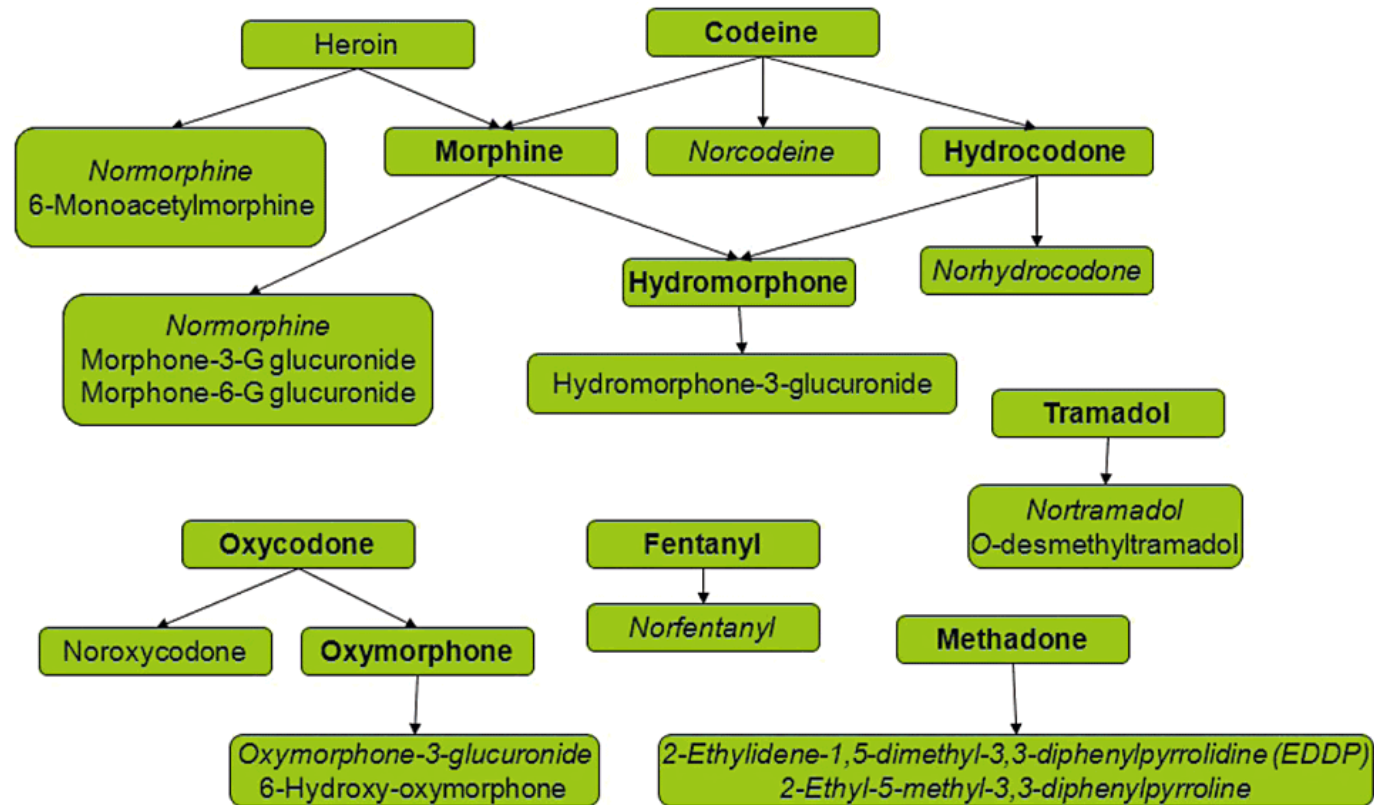 Heroin
Codeine
Normorphine
6-Monoacetylmorphine
Morphine
Norcodeine
Hydrocodone
Hydromorphone
Norhydrocodone
Normorphine
Morphone-3-G glucuronide
Morphone-6-G glucuronide
Hydromorphone-3-glucuronide
Tramadol
Nortramadol
O-desmethyltramadol
Oxycodone
Fentanyl
Noroxycodone
Oxymorphone
Norfentanyl
Methadone
Oxymorphone-3-glucuronide
6-Hydroxy-oxymorphone
2-Ethylidene-1,5-dimethyl-3,3-diphenylpyrrolidine (EDDP)
2-Ethyl-5-methyl-3,3-diphenylpyrroline